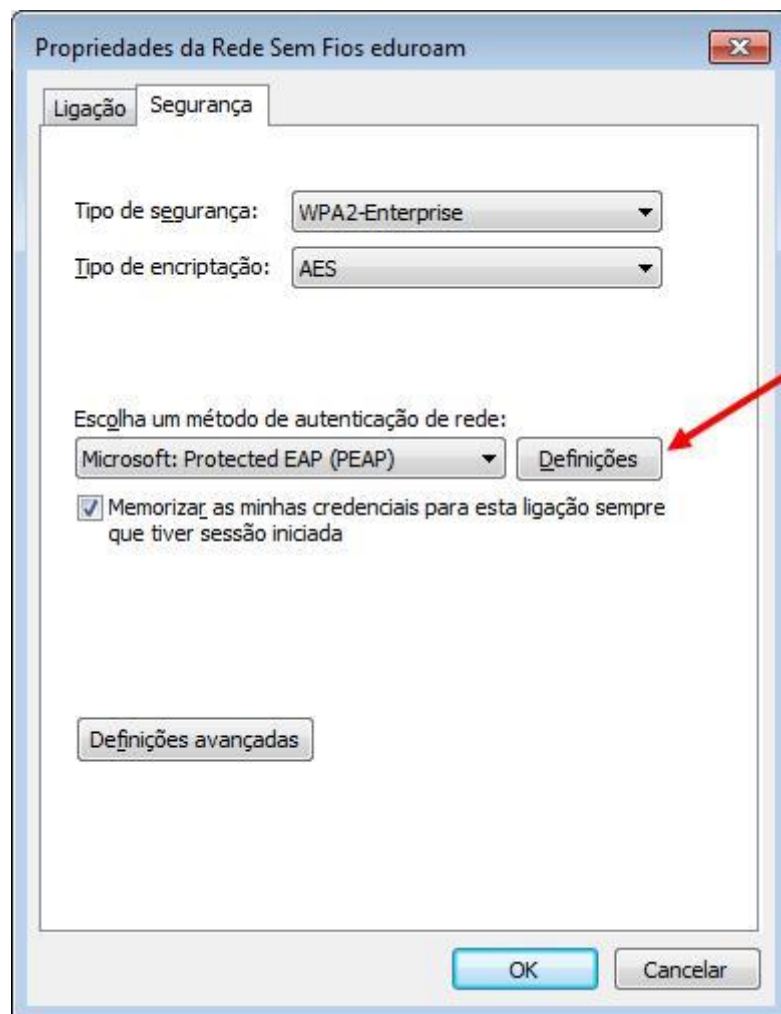 Propriedades da Rede Sem Fios eduroam
Ligação
Segurança
Tipo de segurança:
WPA2-Enterprise
Tipo de encriptação:
AES
Escolha um método de autenticação de rede:
Microsoft: Protected EAP (PEAP)
Definições
Memorizar as minhas credenciais para esta ligação sempre
que tiver sessão iniciada
Definições avançadas
OK
Cancelar